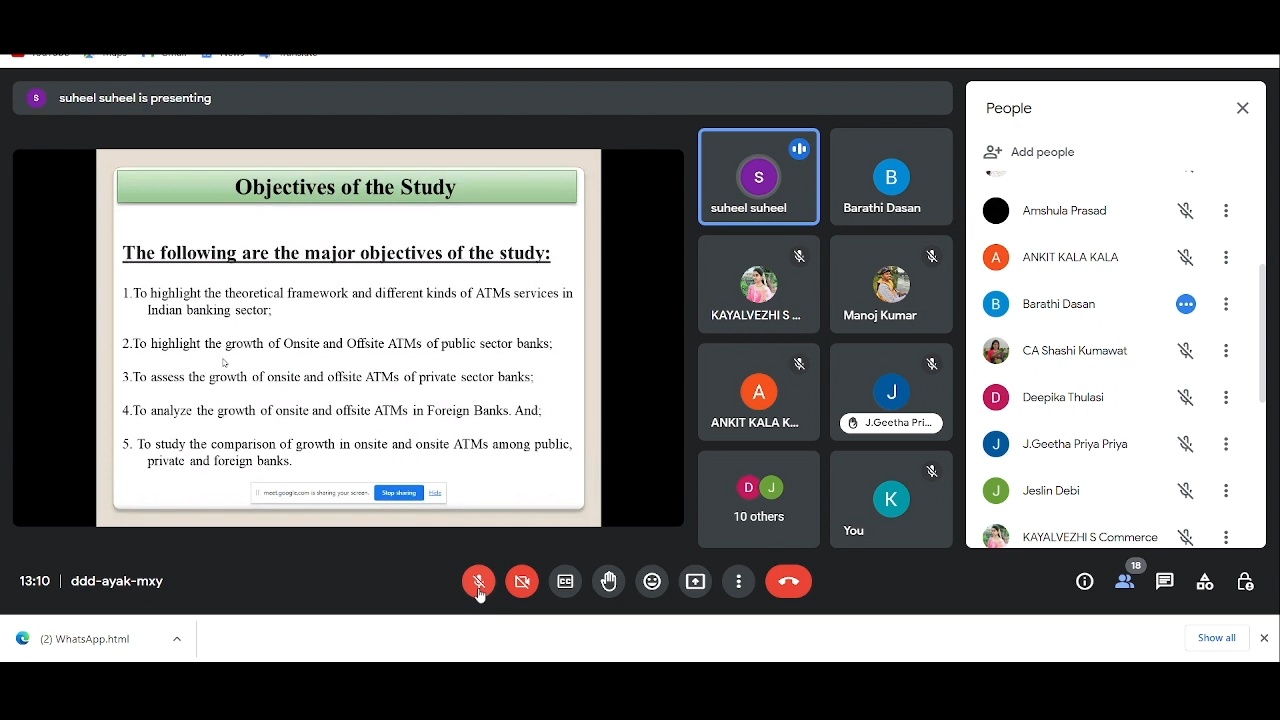 suheel suheel is presenting
Objectives of the Study
The following are the major objectives of the study:
1.To highlight the theoretical framework and different kinds of ATMs services in
Indian banking sector;
2.To highlight the growth of Onsite and Offsite ATMs of public sector banks;
3.To assess the growth of onsite and offsite ATMs of private sector banks;
4.To analyze the growth of onsite and offsite ATMs in Foreign Banks. And;
5. To study the comparison of growth in onsite and onsite ATMs among public,
private and foreign banks.
meet.google.com is sharing your screen.
Stop sharing
Hide
S
suheel suheel
B
Barathi Dasan
KAYALVEZHI S ...
Manoj Kumar
A
ANKIT KALA K...
J
J.Geetha Pri...
D J
10 others
K
You
People
Add people
Amshula Prasad
A ANKIT KALA KALA
B Barathi Dasan
CA Shashi Kumawat
D Deepika Thulasi
J J.Geetha Priya Priya
J Jeslin Debi
KAYALVEZHI S Commerce
13:10 | ddd-ayak-mxy
18
(2) WhatsApp.html
Show all